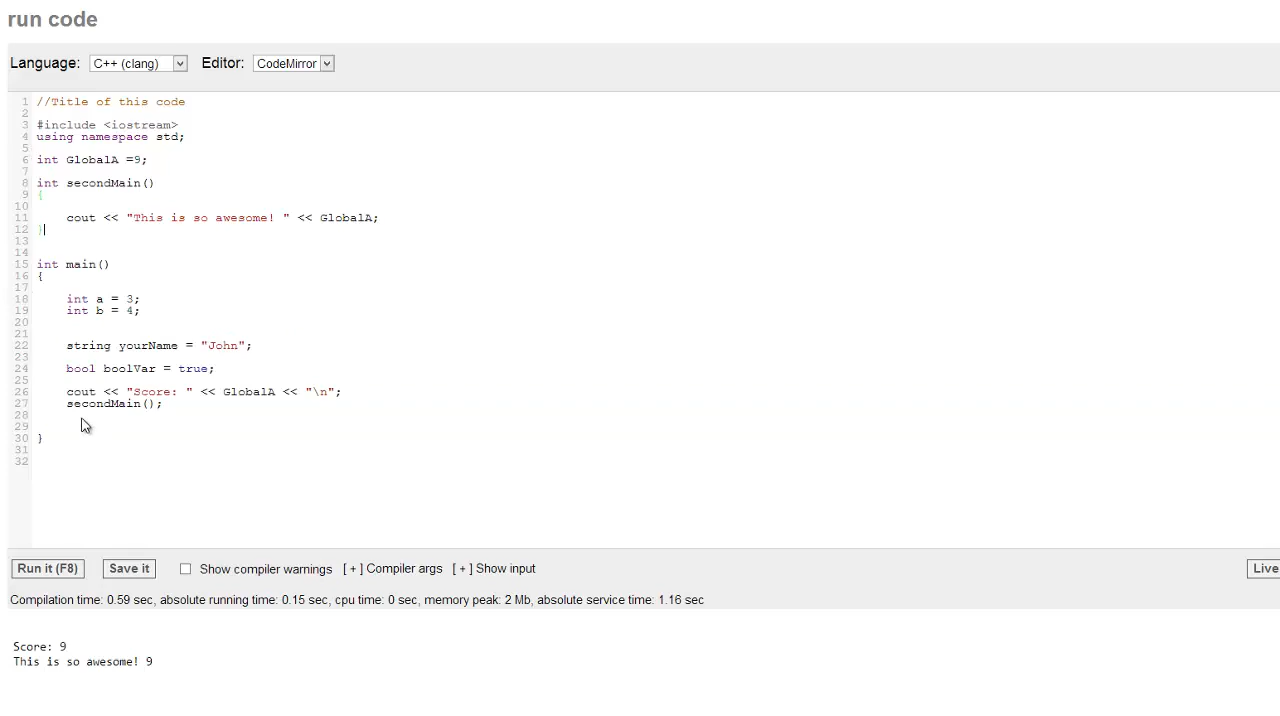 run code
Language: C++ (clang) Editor: CodeMirror
1 //Title of this code
2
3 #include <iostream>
4 using namespace std;
5
6 int GlobalA =9;
7
8 int secondMain()
9 {
10
11 cout << "This is so awesome! " << GlobalA;
12 }
13
14
15 int main()
16 {
17
18 int a = 3;
19 int b = 4;
20
21
22 string yourName = "John";
23
24 bool boolVar = true;
25
26 cout << "Score: " << GlobalA << "\n";
27 secondMain();
28
29
30 }
31
32
Run it (F8) Save it Show compiler warnings [ + ] Compiler args [ + ] Show input Live
Compilation time: 0.59 sec, absolute running time: 0.15 sec, cpu time: 0 sec, memory peak: 2 Mb, absolute service time: 1.16 sec
Score: 9
This is so awesome! 9